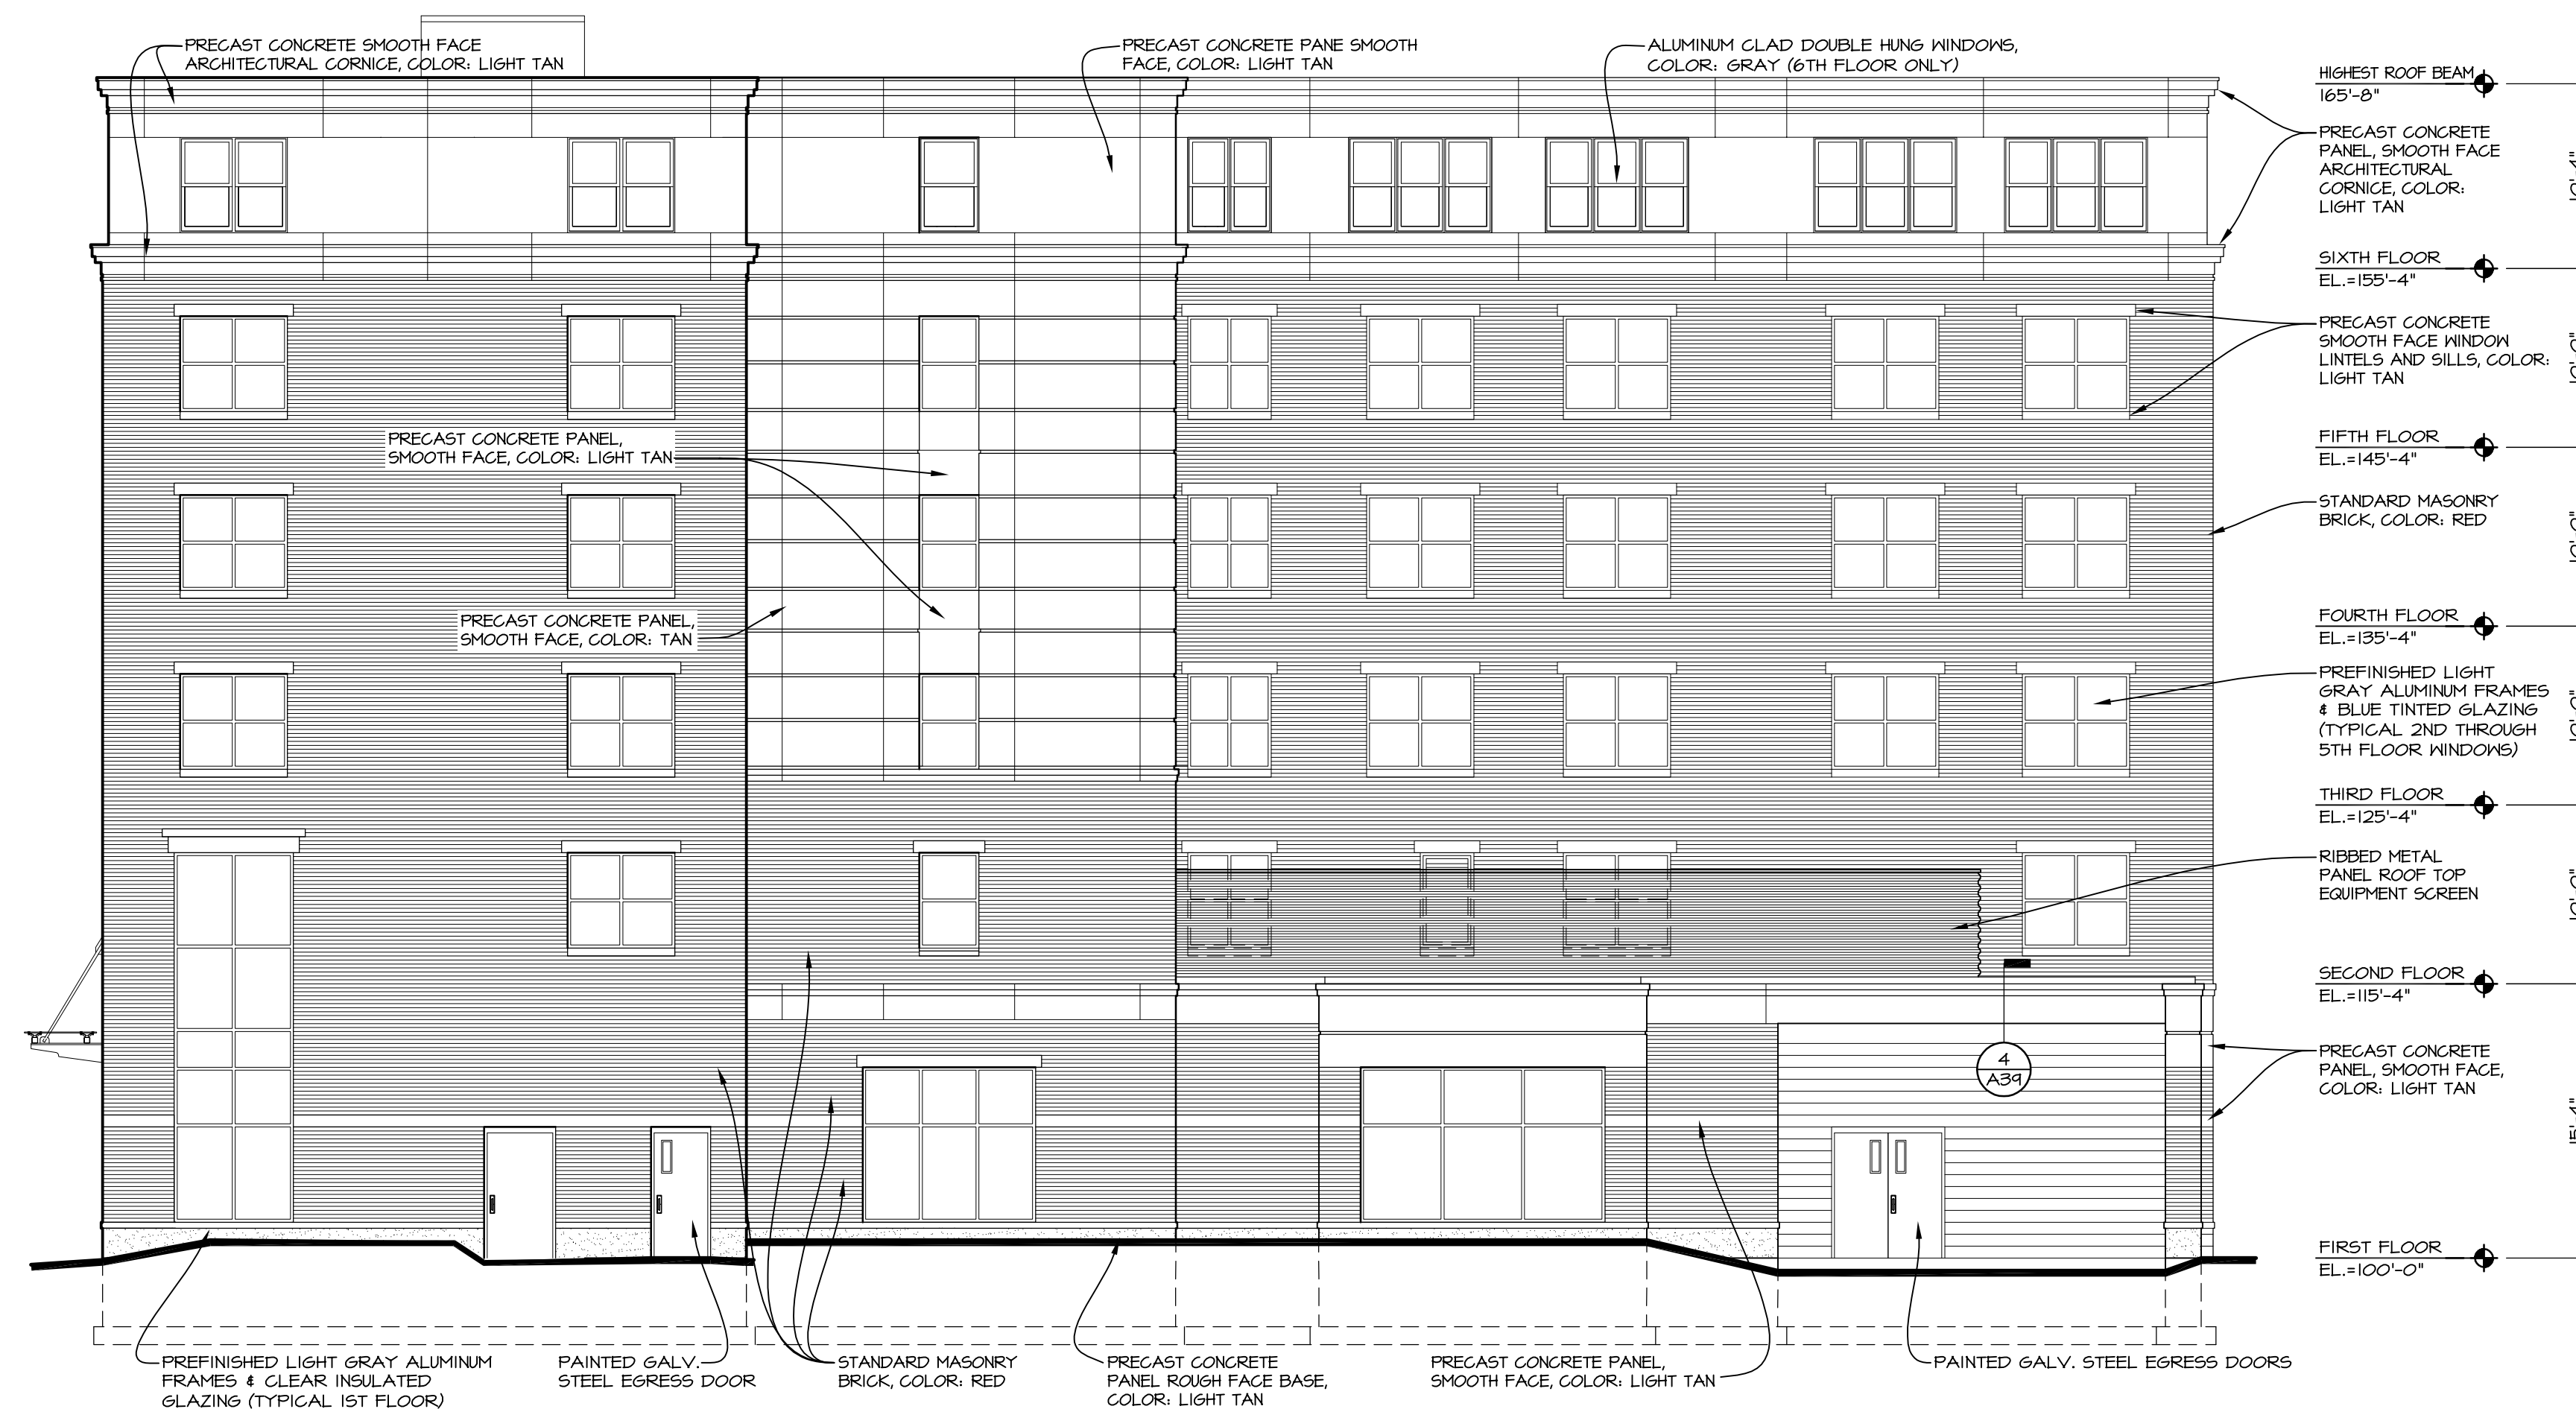 PRECAST CONCRETE SMOOTH FACE
ARCHITECTURAL CORNICE, COLOR: LIGHT TAN
PRECAST CONCRETE PANE SMOOTH
FACE, COLOR: LIGHT TAN
ALUMINUM CLAD DOUBLE HUNG WINDOWS,
COLOR: GRAY (6TH FLOOR ONLY)
HIGHEST ROOF BEAM
165'-8"
PRECAST CONCRETE
PANEL, SMOOTH FACE
ARCHITECTURAL
CORNICE, COLOR:
LIGHT TAN
SIXTH FLOOR
EL.=155'-4"
PRECAST CONCRETE
SMOOTH FACE WINDOW
LINTELS AND SILLS, COLOR:
LIGHT TAN
PRECAST CONCRETE PANEL,
SMOOTH FACE, COLOR: LIGHT TAN
FIFTH FLOOR
EL.=145'-4"
STANDARD MASONRY
BRICK, COLOR: RED
PRECAST CONCRETE PANEL,
SMOOTH FACE, COLOR: TAN
FOURTH FLOOR
EL.=135'-4"
PREFINISHED LIGHT
GRAY ALUMINUM FRAMES
& BLUE TINTED GLAZING
(TYPICAL 2ND THROUGH
5TH FLOOR WINDOWS)
THIRD FLOOR
EL.=125'-4"
RIBBED METAL
PANEL ROOF TOP
EQUIPMENT SCREEN
SECOND FLOOR
EL.=115'-4"
4
A39
PRECAST CONCRETE
PANEL, SMOOTH FACE,
COLOR: LIGHT TAN
FIRST FLOOR
EL.=100'-0"
PREFINISHED LIGHT GRAY ALUMINUM
FRAMES & CLEAR INSULATED
GLAZING (TYPICAL 1ST FLOOR)
PAINTED GALV.
STEEL EGRESS DOOR
STANDARD MASONRY
BRICK, COLOR: RED
PRECAST CONCRETE
PANEL ROUGH FACE BASE,
COLOR: LIGHT TAN
PRECAST CONCRETE PANEL,
SMOOTH FACE, COLOR: LIGHT TAN
PAINTED GALV. STEEL EGRESS DOORS